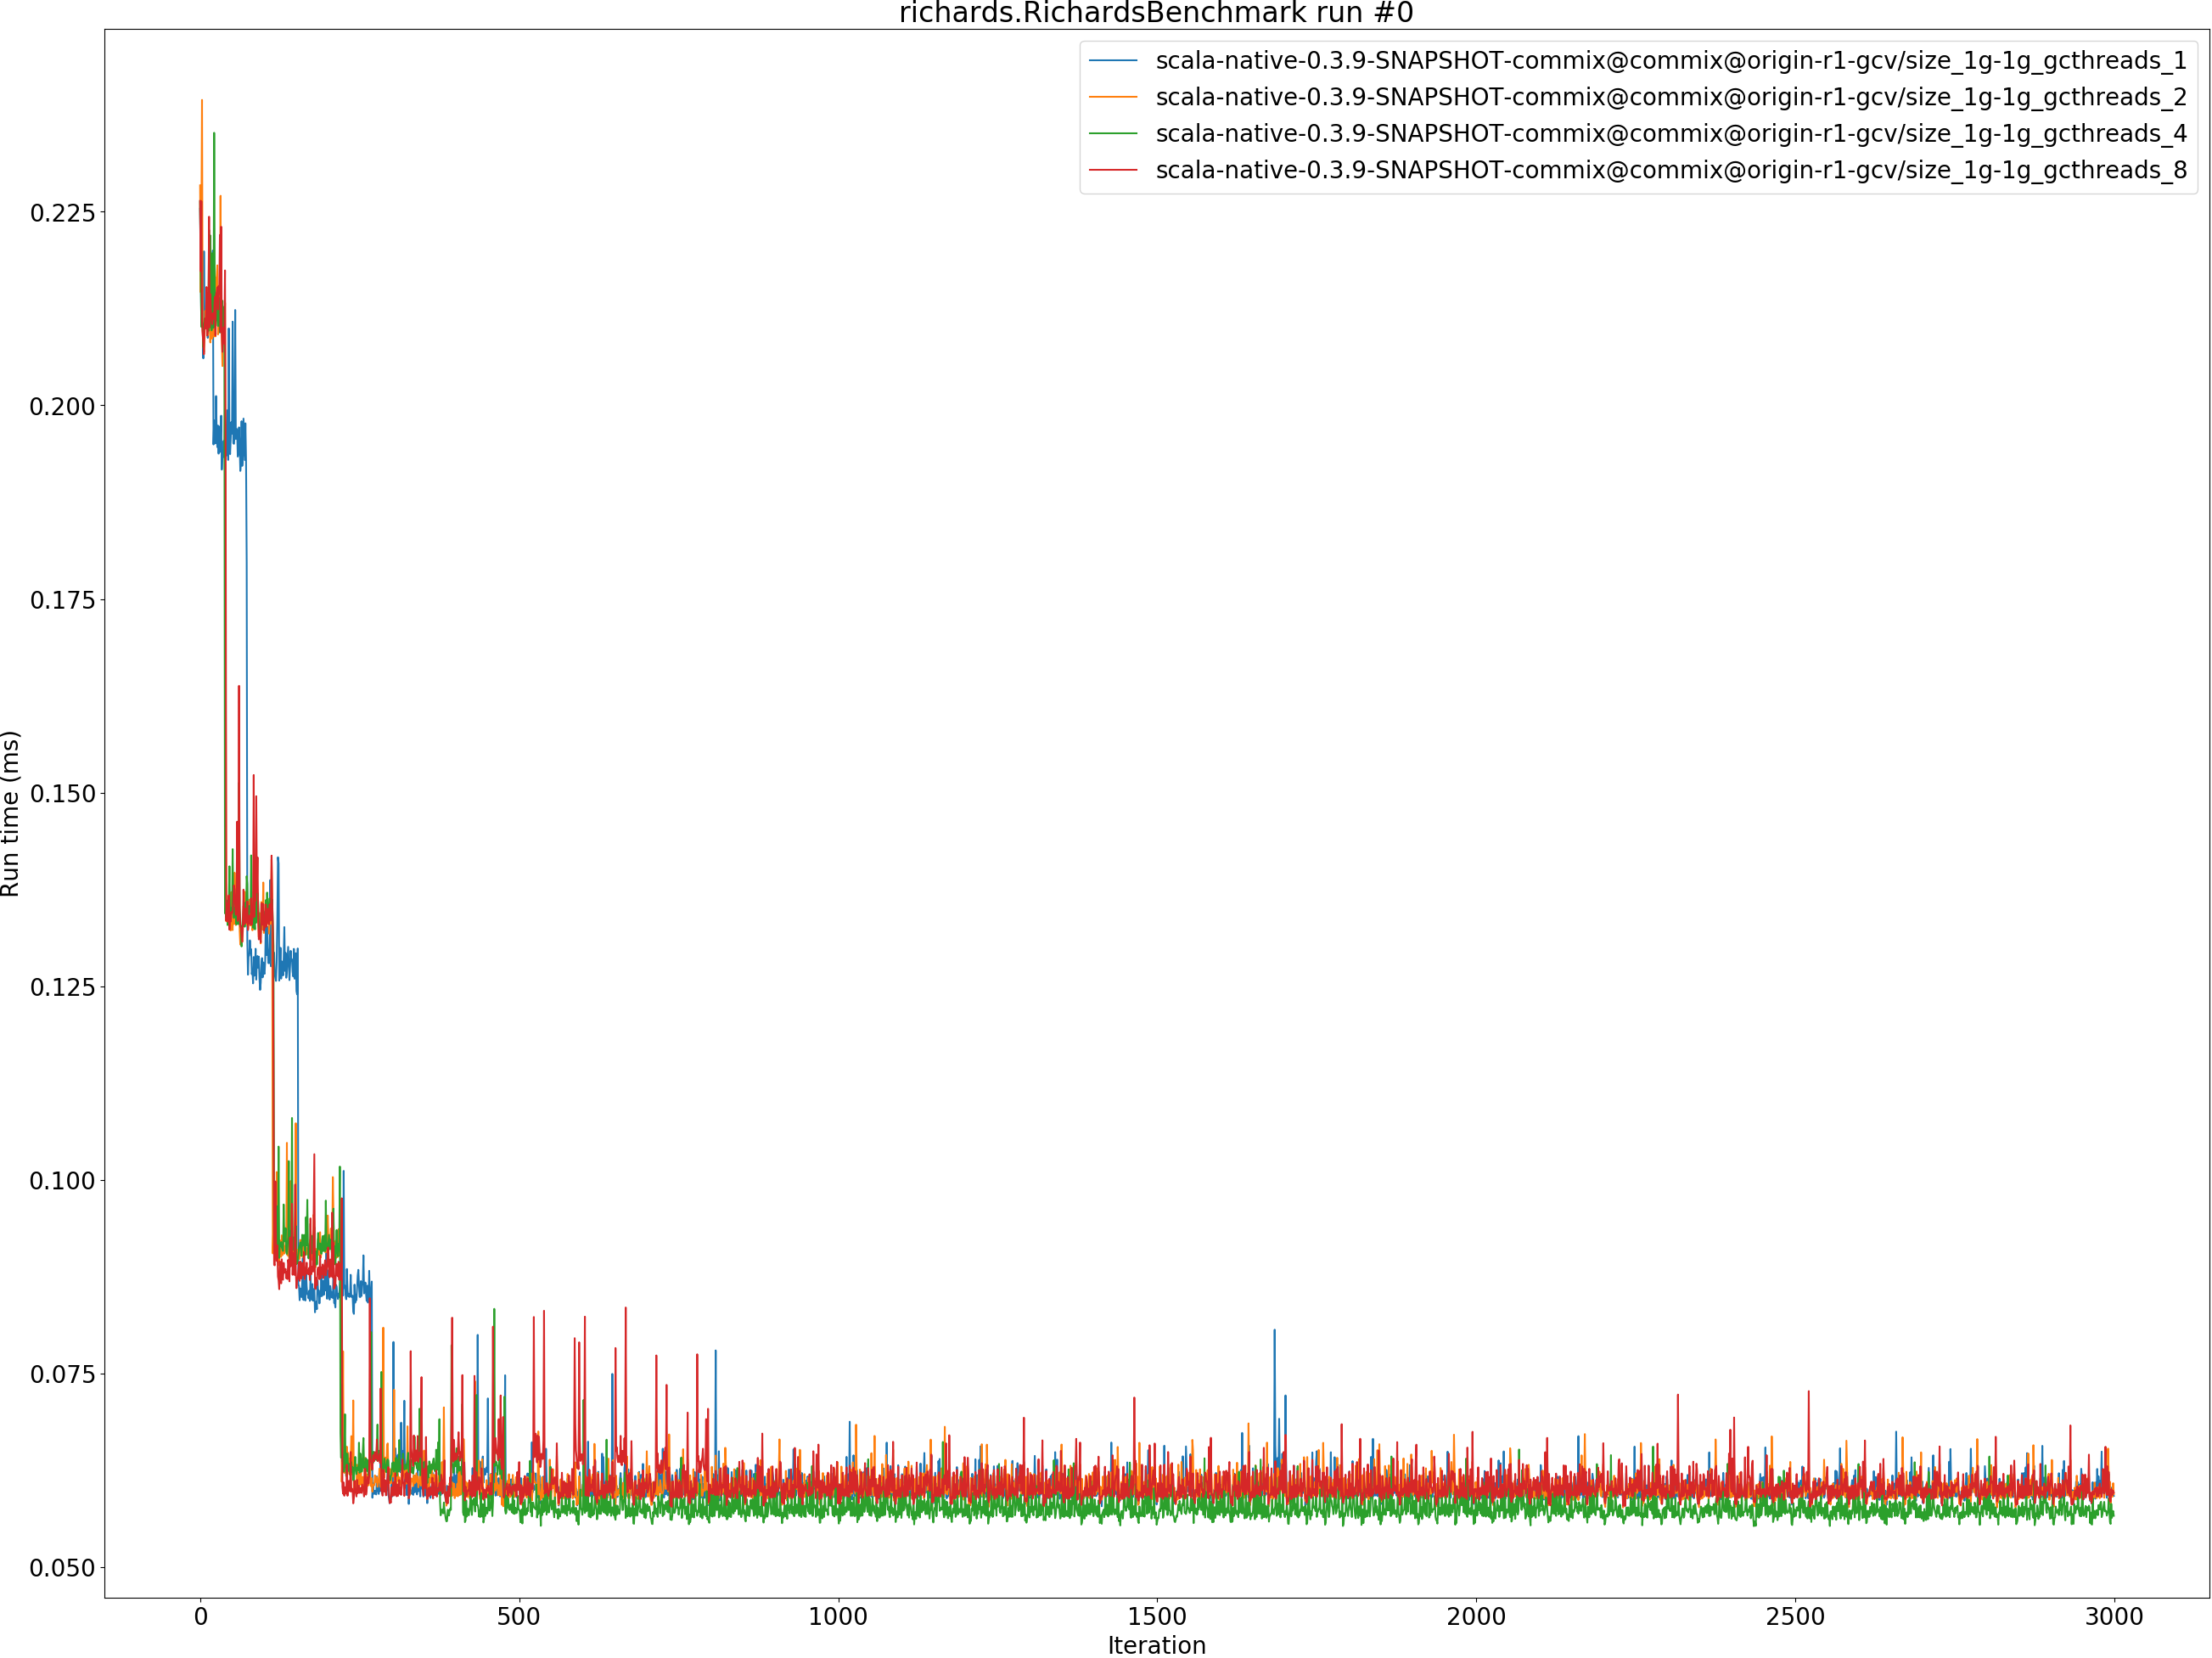 richards.RichardsBenchmark run #0
scala-native-0.3.9-SNAPSHOT-commix@commix@origin-r1-gcv/size_1g-1g_gcthreads_1
scala-native-0.3.9-SNAPSHOT-commix@commix@origin-r1-gcv/size_1g-1g_gcthreads_2
scala-native-0.3.9-SNAPSHOT-commix@commix@origin-r1-gcv/size_1g-1g_gcthreads_4
scala-native-0.3.9-SNAPSHOT-commix@commix@origin-r1-gcv/size_1g-1g_gcthreads_8
0.225
0.200
0.175
0.150
0.125
0.100
0.075
0.050
Run time (ms)
0 500 1000 1500 2000 2500 3000
Iteration